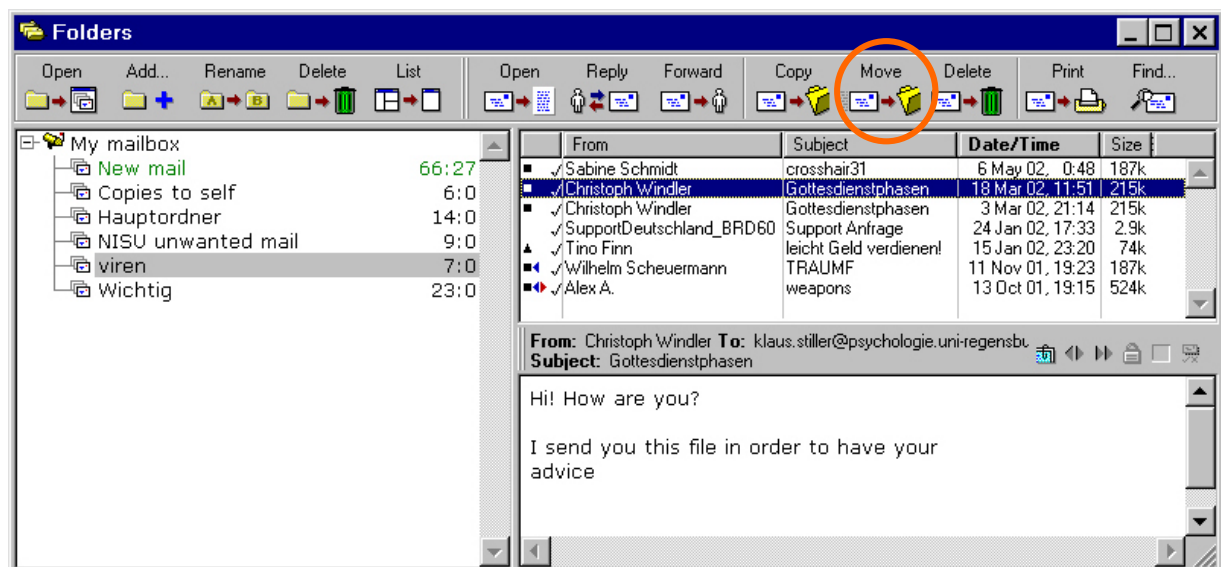 Folders
Open Add... Rename Delete List Open Reply Forward Copy Move Delete Print Find...
A B
My mailbox
New mail 66:27
Copies to self 6:0
Hauptordner 14:0
NISU unwanted mail 9:0
viren 7:0
Wichtig 23:0
From Subject Date/Time Size
Sabine Schmidt crosshair31 6 May 02, 0:48 187k
Christoph Windler Gottesdienstphasen 18 Mar 02, 11:51 215k
Christoph Windler Gottesdienstphasen 3 Mar 02, 21:14 215k
SupportDeutschland_BRD60 Support Anfrage 24 Jan 02, 17:33 2.9k
Tino Finn leicht Geld verdienen! 15 Jan 02, 23:20 74k
Wilhelm Scheuermann TRAUMF 11 Nov 01, 19:23 187k
Alex A. weapons 13 Oct 01, 19:15 524k
From: Christoph Windler To: klaus.stiller@psychologie.uni-regensbu
Subject: Gottesdienstphasen
Hi! How are you?
I send you this file in order to have your
advice